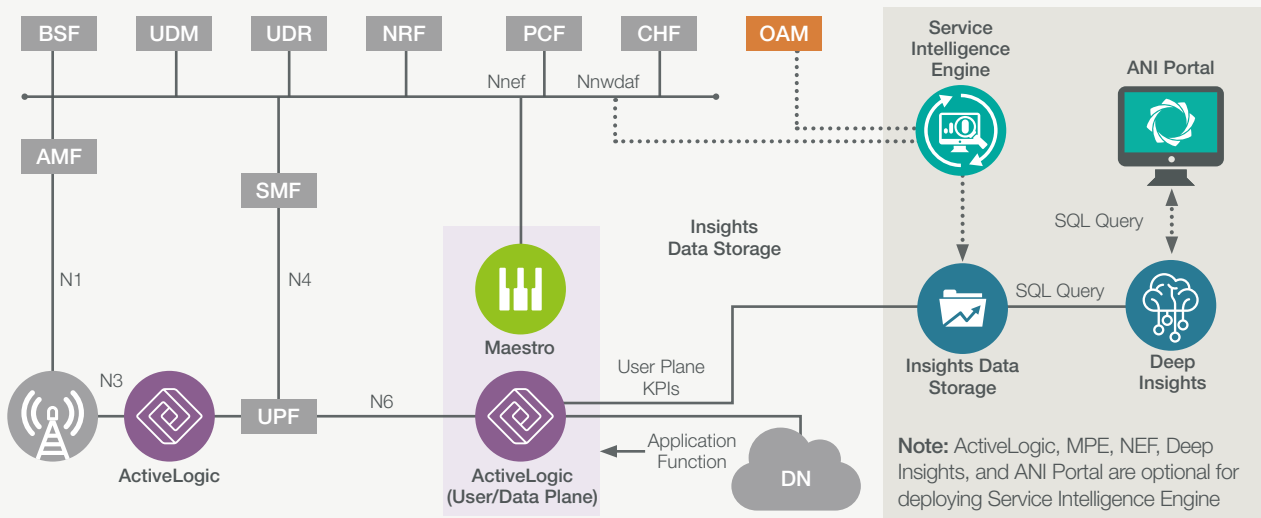 BSF
UDM
UDR
NRF
PCF
CHF
OAM
Service
Intelligence
Engine
ANI Portal
Nnef
Nnwdaf
AMF
SMF
SQL Query
Insights
Data Storage
N1
N4
SQL Query
Maestro
User Plane
KPIs
Insights Data
Storage
Deep
Insights
N3
UPF
N6
ActiveLogic
ActiveLogic
(User/Data Plane)
Application
Function
DN
Note: ActiveLogic, MPE, NEF, Deep
Insights, and ANI Portal are optional for
deploying Service Intelligence Engine